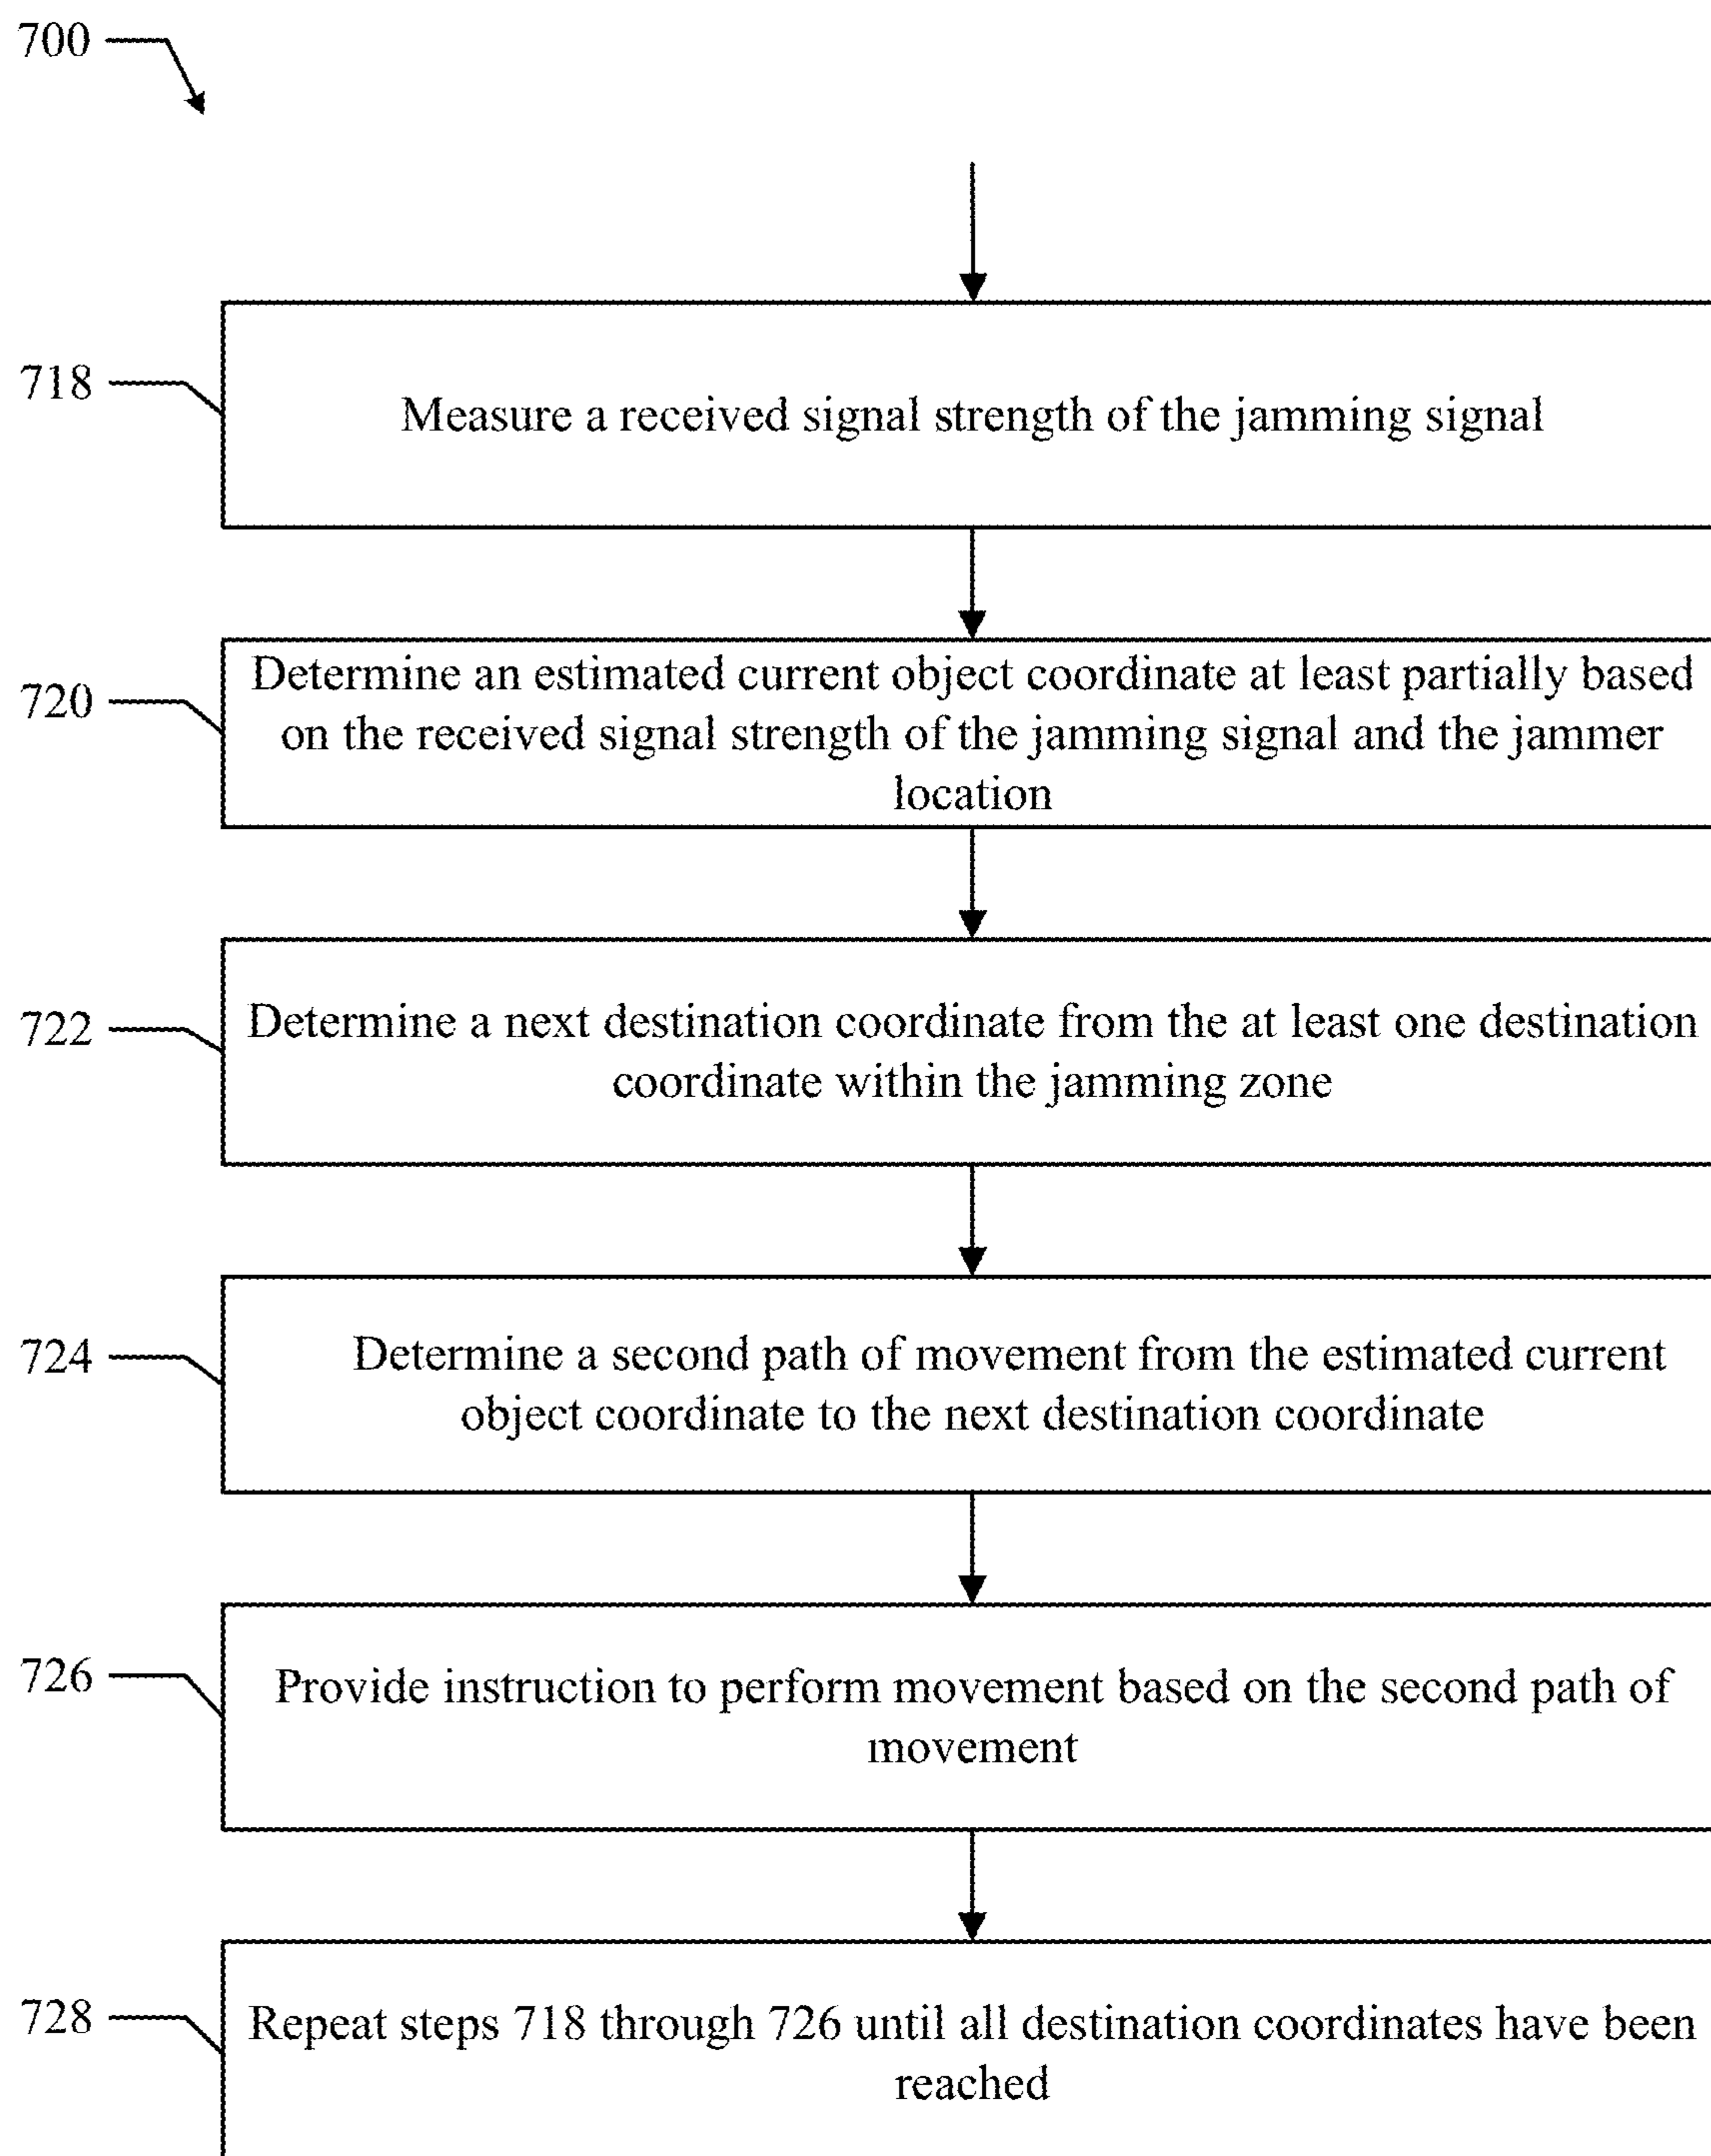 700
718
Measure a received signal strength of the jamming signal
720
Determine an estimated current object coordinate at least partially based
on the received signal strength of the jamming signal and the jammer
location
722
Determine a next destination coordinate from the at least one destination
coordinate within the jamming zone
724
Determine a second path of movement from the estimated current
object coordinate to the next destination coordinate
726
Provide instruction to perform movement based on the second path of
movement
728
Repeat steps 718 through 726 until all destination coordinates have been
reached